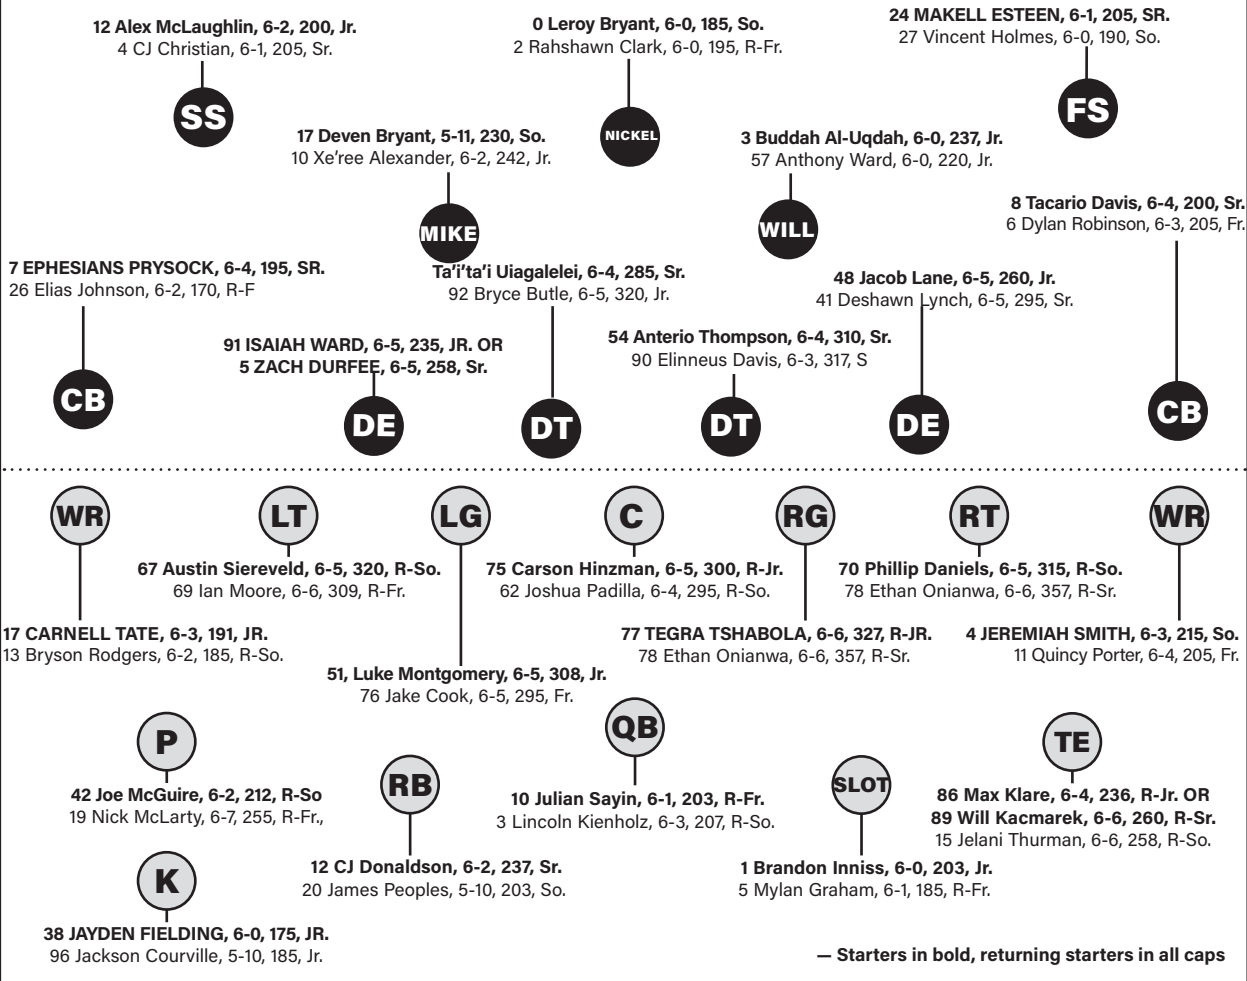 12 Alex McLaughlin, 6-2, 200, Jr.
4 CJ Christian, 6-1, 205, Sr.
SS
0 Leroy Bryant, 6-0, 185, So.
2 Rahshawn Clark, 6-0, 195, R-Fr.
NICKEL
24 MAKELL ESTEEN, 6-1, 205, SR.
27 Vincent Holmes, 6-0, 190, So.
FS
17 Deven Bryant, 5-11, 230, So.
10 Xe'ree Alexander, 6-2, 242, Jr.
MIKE
3 Buddah Al-Uqdah, 6-0, 237, Jr.
57 Anthony Ward, 6-0, 220, Jr.
WILL
8 Tacario Davis, 6-4, 200, Sr.
6 Dylan Robinson, 6-3, 205, Fr.
CB
7 EPHESIANS PRYSOCK, 6-4, 195, SR.
26 Elias Johnson, 6-2, 170, R-F
CB
91 ISAIAH WARD, 6-5, 235, JR. OR
5 ZACH DURFEE, 6-5, 258, Sr.
DE
Ta'i'ta'i Uiagalelei, 6-4, 285, Sr.
92 Bryce Butle, 6-5, 320, Jr.
DT
54 Anterio Thompson, 6-4, 310, Sr.
90 Elinneus Davis, 6-3, 317, S
DT
48 Jacob Lane, 6-5, 260, Jr.
41 Deshawn Lynch, 6-5, 295, Sr.
DE
WR
17 CARNELL TATE, 6-3, 191, JR.
13 Bryson Rodgers, 6-2, 185, R-So.
LT
67 Austin Siereveld, 6-5, 320, R-So.
69 Ian Moore, 6-6, 309, R-Fr.
LG
51, Luke Montgomery, 6-5, 308, Jr.
76 Jake Cook, 6-5, 295, Fr.
C
75 Carson Hinzman, 6-5, 300, R-Jr.
62 Joshua Padilla, 6-4, 295, R-So.
RG
77 TEGRA TSHABOLA, 6-6, 327, R-JR.
78 Ethan Onianwa, 6-6, 357, R-Sr.
RT
70 Phillip Daniels, 6-5, 315, R-So.
78 Ethan Onianwa, 6-6, 357, R-Sr.
WR
4 JEREMIAH SMITH, 6-3, 215, So.
11 Quincy Porter, 6-4, 205, Fr.
P
42 Joe McGuire, 6-2, 212, R-So
19 Nick McLarty, 6-7, 255, R-Fr.,
RB
12 CJ Donaldson, 6-2, 237, Sr.
20 James Peoples, 5-10, 203, So.
QB
10 Julian Sayin, 6-1, 203, R-Fr.
3 Lincoln Kienholz, 6-3, 207, R-So.
SLOT
1 Brandon Inniss, 6-0, 203, Jr.
5 Mylan Graham, 6-1, 185, R-Fr.
TE
86 Max Klare, 6-4, 236, R-Jr. OR
89 Will Kacmarek, 6-6, 260, R-Sr.
15 Jelani Thurman, 6-6, 258, R-So.
K
38 JAYDEN FIELDING, 6-0, 175, JR.
96 Jackson Courville, 5-10, 185, Jr.
— Starters in bold, returning starters in all caps